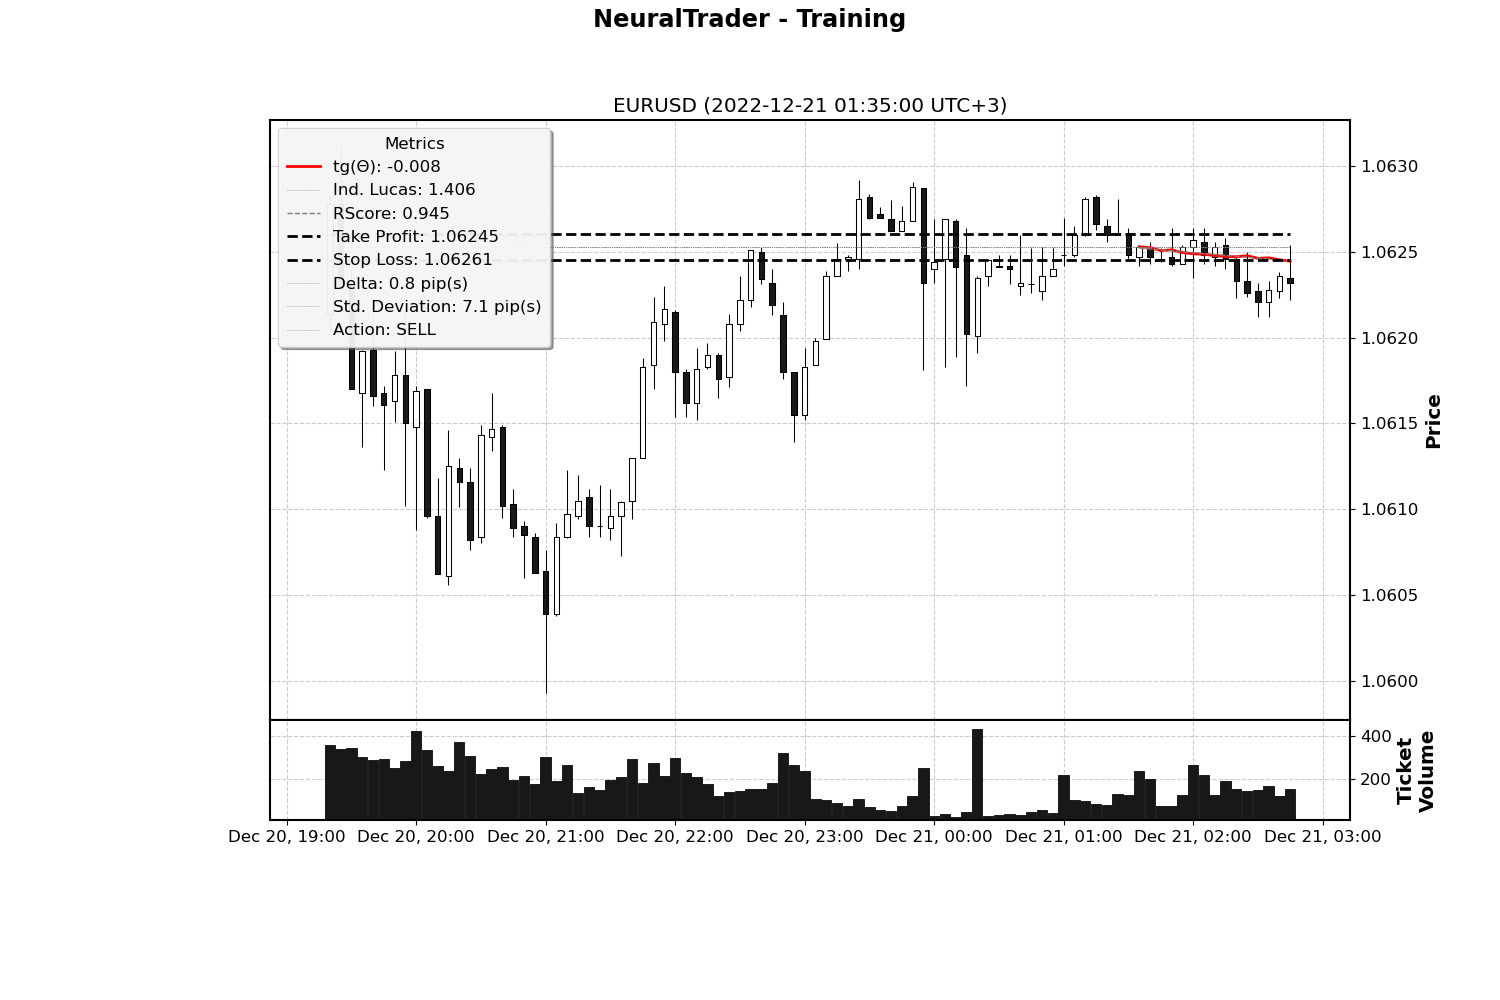 NeuralTrader - Training
EURUSD (2022-12-21 01:35:00 UTC+3)
Metrics
tg(Θ): -0.008
Ind. Lucas: 1.406
RScore: 0.945
Take Profit: 1.06245
Stop Loss: 1.06261
Delta: 0.8 pip(s)
Std. Deviation: 7.1 pip(s)
Action: SELL
1.0630
1.0625
1.0620
1.0615
1.0610
1.0605
1.0600
Price
400
200
Ticket
Volume
Dec 20, 19:00 Dec 20, 20:00 Dec 20, 21:00 Dec 20, 22:00 Dec 20, 23:00 Dec 21, 00:00 Dec 21, 01:00 Dec 21, 02:00 Dec 21, 03:00